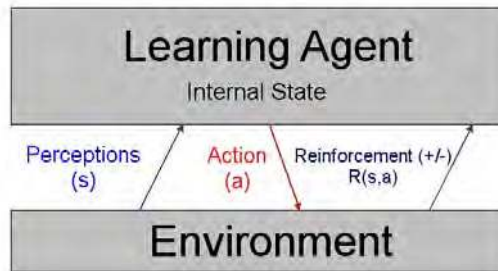 Learning Agent
Internal State
Perceptions
(s)
Action
(a)
Reinforcement (+/-)
R(s,a)
Environment